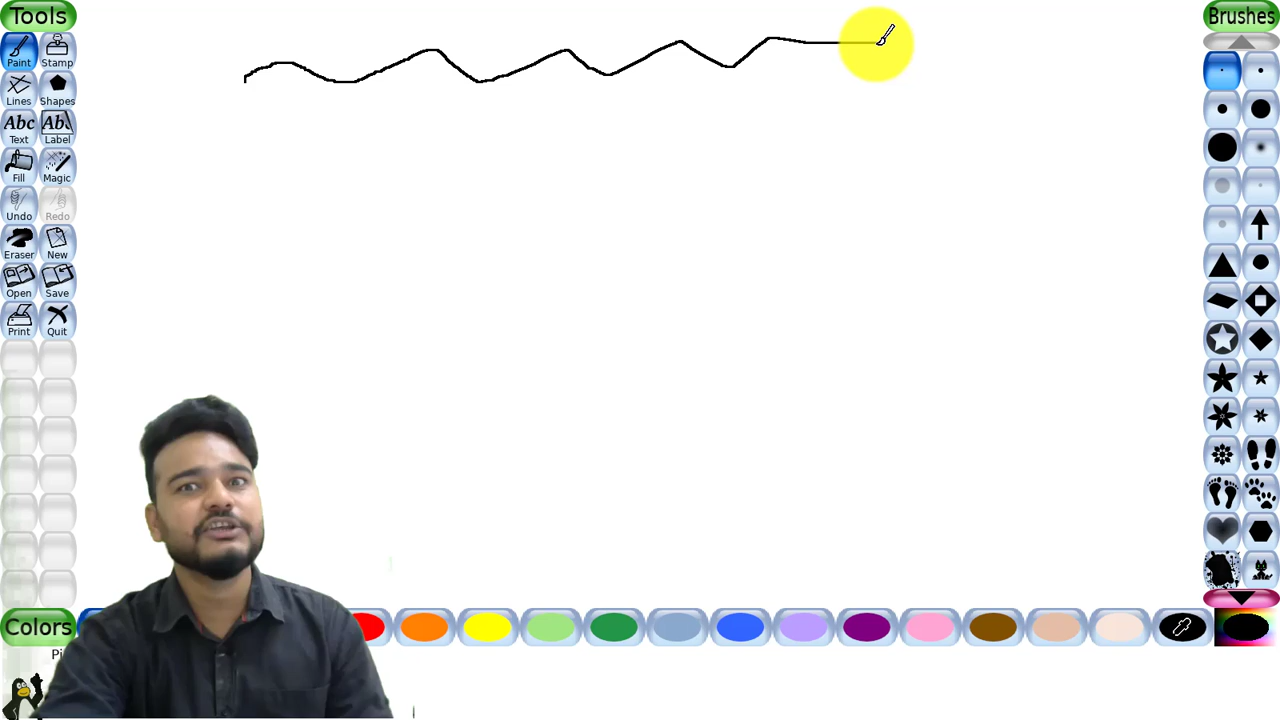 Tools
Brushes
Paint
Stamp
Lines
Shapes
Abc
Abc
Text
Label
Fill
Magic
Undo
Redo
Eraser
New
Open
Save
Print
Quit
Colors